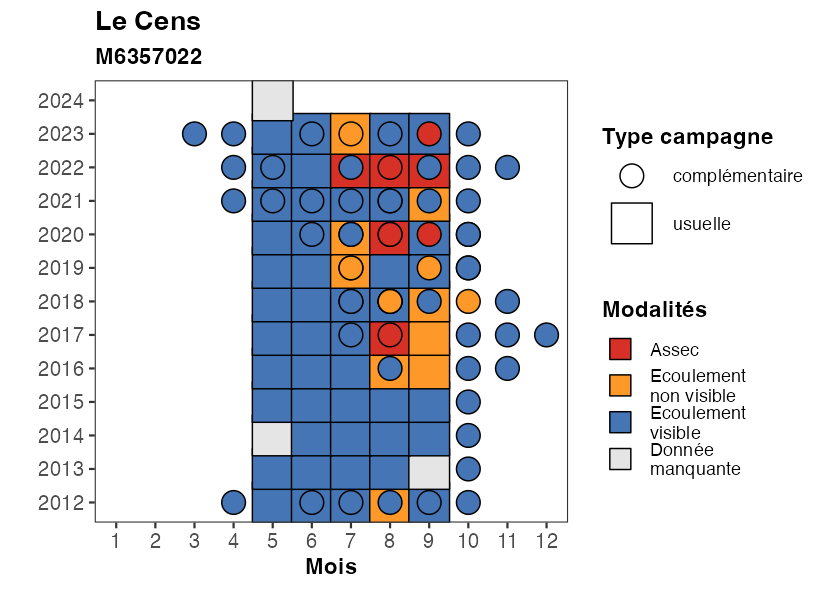 Le Cens
M6357022
2024
2023
2022
2021
2020
2019
2018
2017
2016
2015
2014
2013
2012
1 2 3 4 5 6 7 8 9 10 11 12
Mois
Type campagne
complémentaire
usuelle
Modalités
Assec
Ecoulement
non visible
Ecoulement
visible
Donnée
manquante